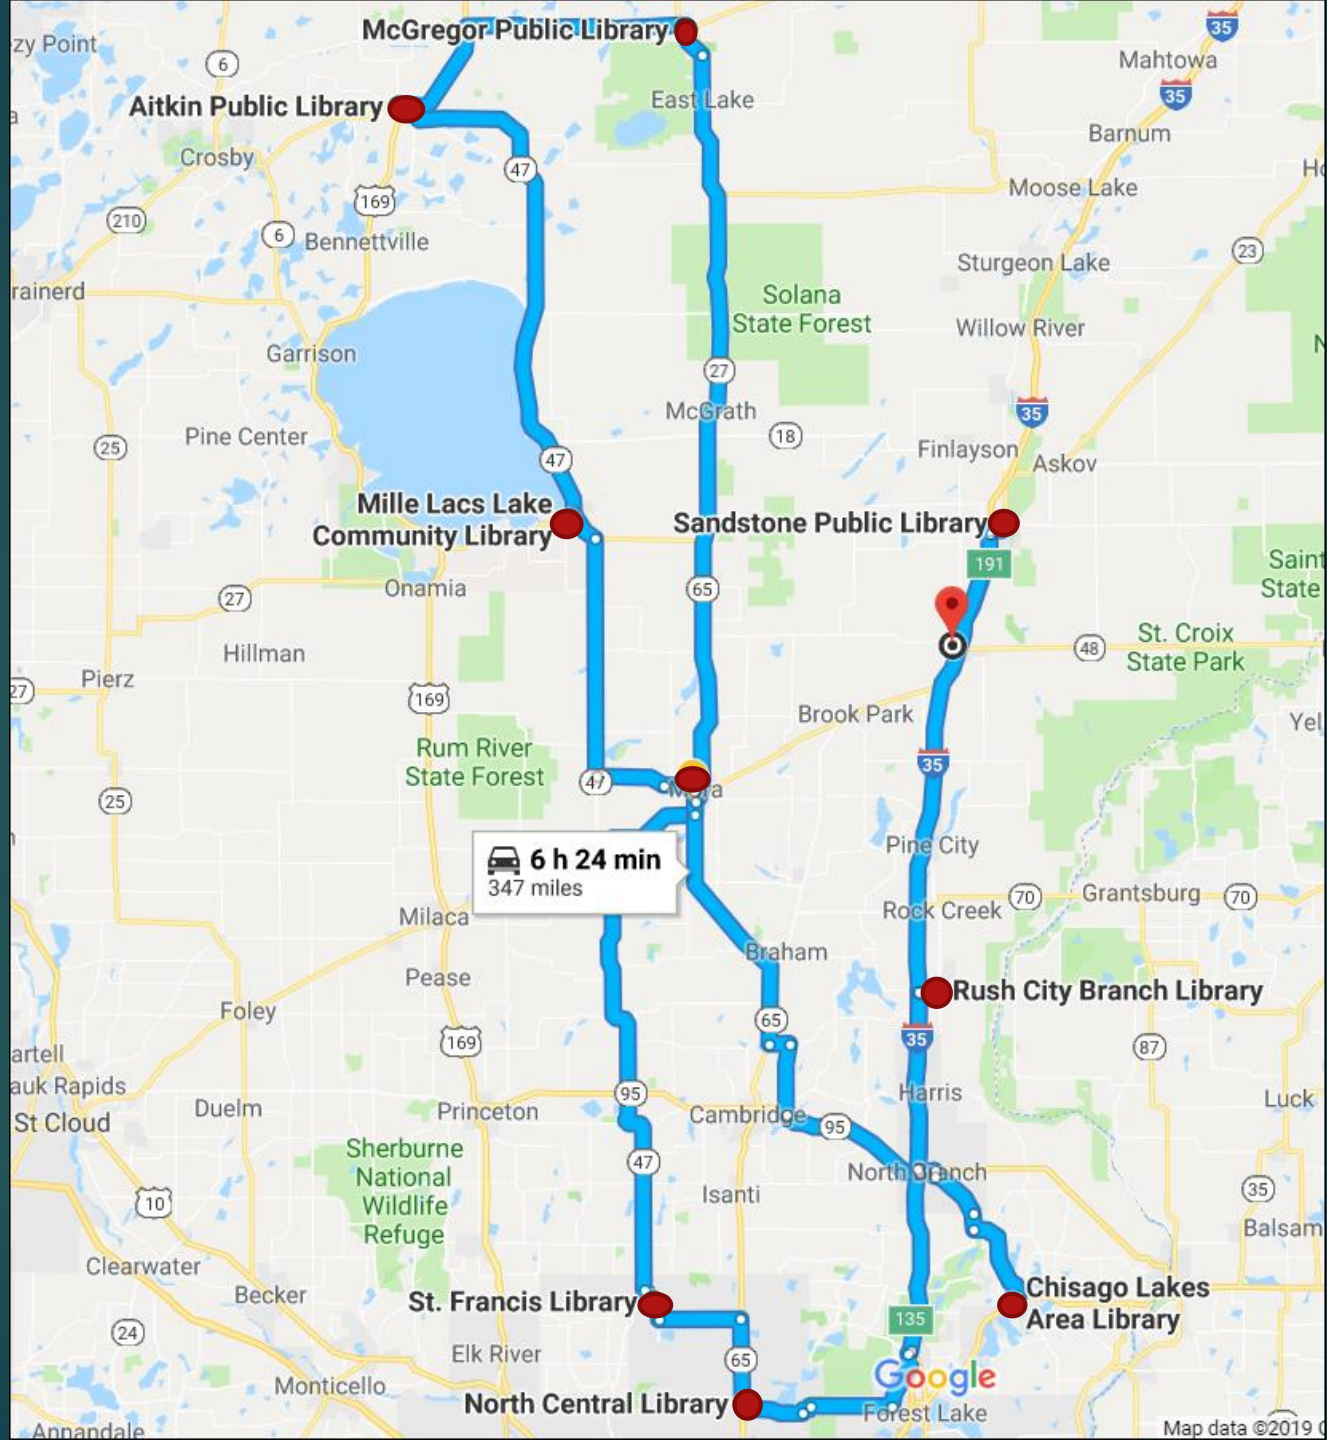 McGregor Public Library
35
zy Point
Mahtowa
6
35
East Lake
Aitkin Public Library
Barnum
Crosby
47
Moose Lake
169
210
6
Bennettville
23
Sturgeon Lake
rainerd
Solana
State Forest
Willow River
Garrison
27
McGrath
35
Pine Center
18
25
Finlayson
Askov
47
Mille Lacs Lake
Community Library
Sandstone Public Library
191
Saint
State
Onamia
65
27
St. Croix
State Park
48
Hillman
Pierz
27
169
Brook Park
Yel
Rum River
State Forest
35
47
25
Pine City
6 h 24 min
347 miles
Milaca
Rock Creek
70
Grantsburg
70
Braham
Pease
Rush City Branch Library
Foley
65
35
169
87
artell
auk Rapids
95
Harris
Luck
Duelm
Princeton
Cambridge
St Cloud
95
Sherburne
National
Wildlife
Refuge
47
North Branch
10
Isanti
35
Balsam
Clearwater
Becker
St. Francis Library
Chisago Lakes
Area Library
24
135
Elk River
65
Google
Monticello
North Central Library
Forest Lake
Annandale
Map data ©2019